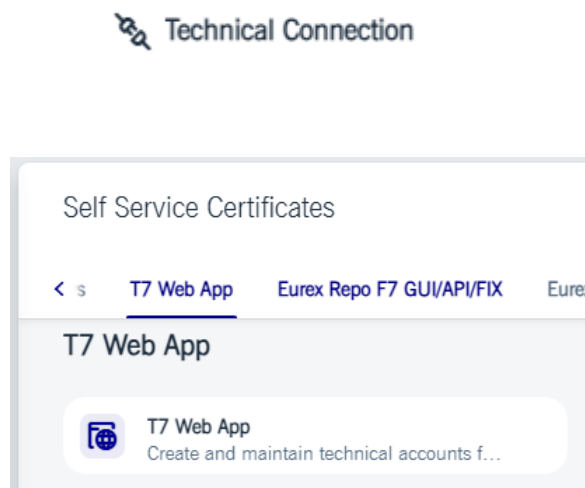 Technical Connection
Self Service Certificates
s T7 Web App Eurex Repo F7 GUI/API/FIX Eurex
T7 Web App
T7 Web App
Create and maintain technical accounts f...